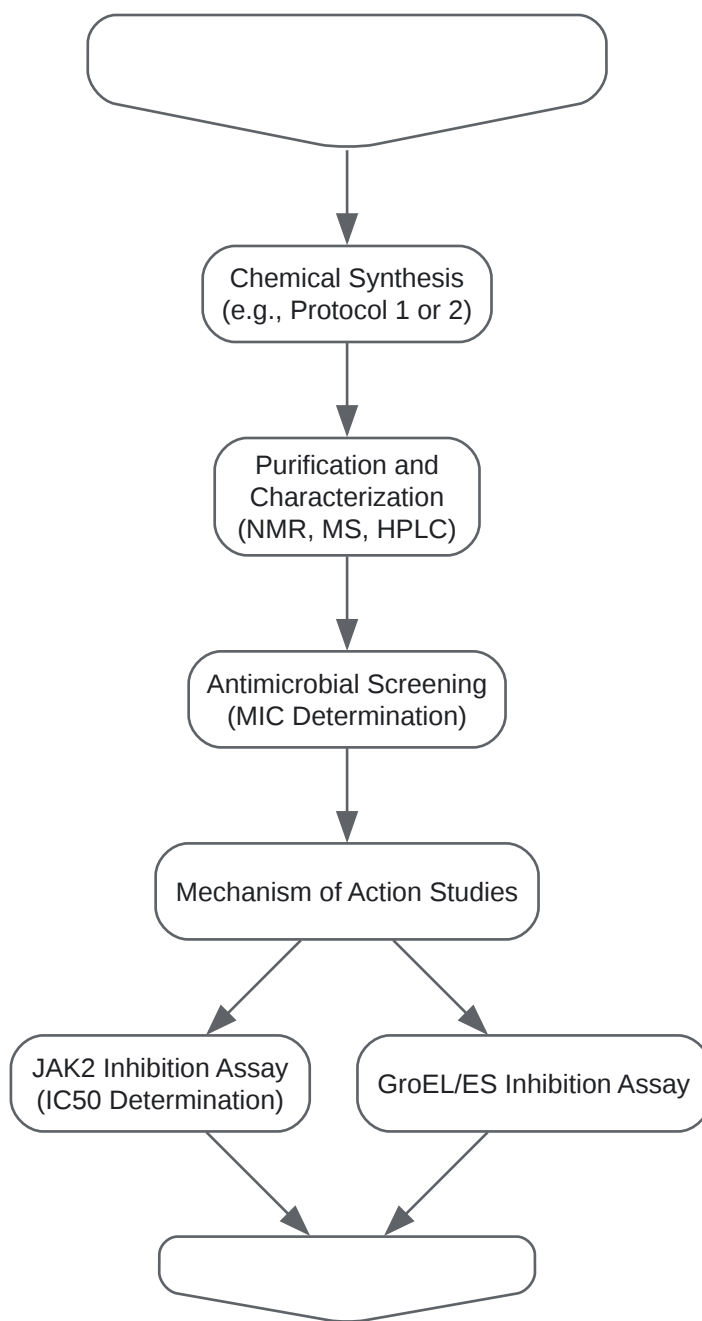 Chemical Synthesis
(e.g., Protocol 1 or 2)
Purification and
Characterization
(NMR, MS, HPLC)
Antimicrobial Screening
(MIC Determination)
Mechanism of Action Studies
JAK2 Inhibition Assay
(IC50 Determination)
GroEL/ES Inhibition Assay